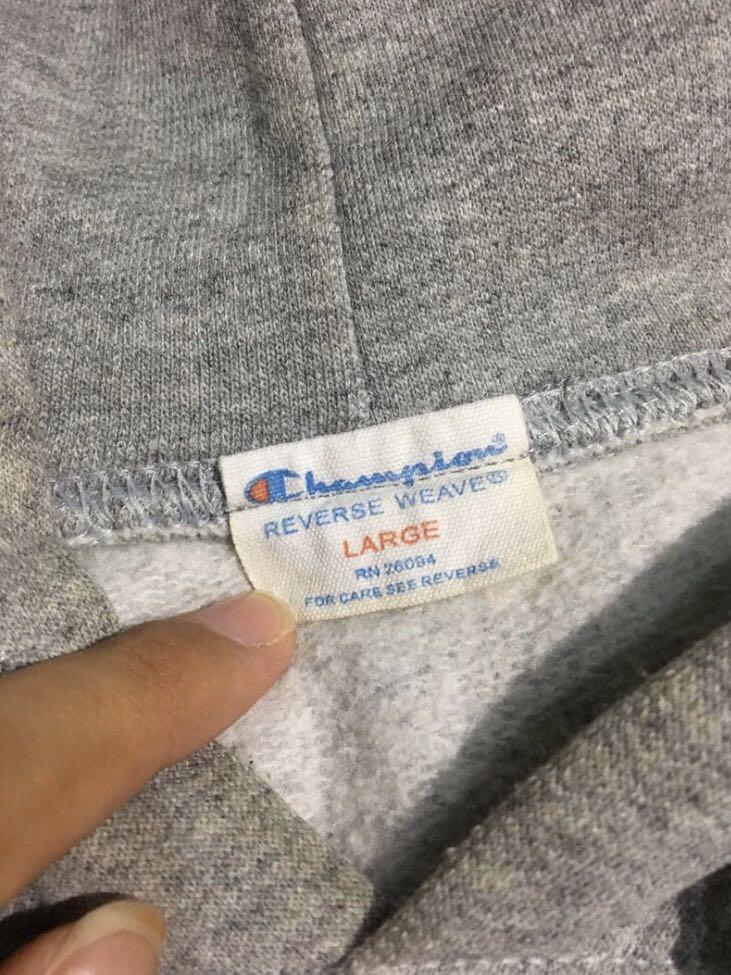 Champion®
REVERSE WEAVE®
LARGE
RN 26094
FOR CARE SEE REVERSE